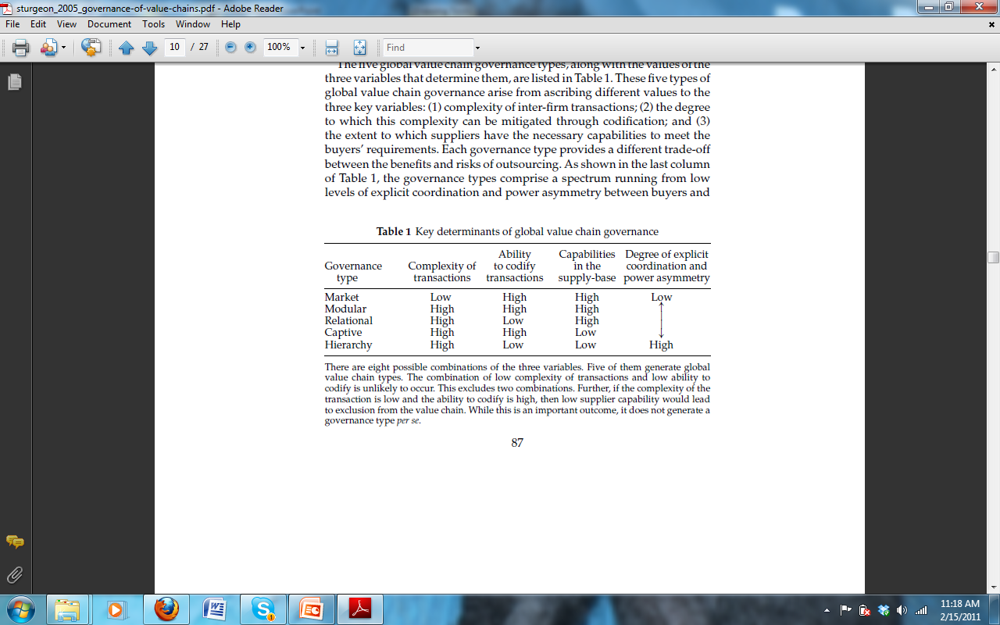 sturgeon_2005_governance-of-value-chains.pdf - Adobe Reader
File Edit View Document Tools Window Help
10 / 27 100% Find
The five global value chain governance types, along with the values of the
three variables that determine them, are listed in Table 1. These five types of
global value chain governance arise from ascribing different values to the
three key variables: (1) complexity of inter-firm transactions; (2) the degree
to which this complexity can be mitigated through codification; and (3)
the extent to which suppliers have the necessary capabilities to meet the
buyers' requirements. Each governance type provides a different trade-off
between the benefits and risks of outsourcing. As shown in the last column
of Table 1, the governance types comprise a spectrum running from low
levels of explicit coordination and power asymmetry between buyers and
Table 1 Key determinants of global value chain governance
Ability Capabilities Degree of explicit
Governance Complexity of to codify in the coordination and
type transactions transactions supply-base power asymmetry
Market Low High High Low
Modular High High High
Relational High Low High
Captive High High Low
Hierarchy High Low Low High
There are eight possible combinations of the three variables. Five of them generate global
value chain types. The combination of low complexity of transactions and low ability to
codify is unlikely to occur. This excludes two combinations. Further, if the complexity of the
transaction is low and the ability to codify is high, then low supplier capability would lead
to exclusion from the value chain. While this is an important outcome, it does not generate a
governance type per se.
87
11:18 AM
2/15/2011